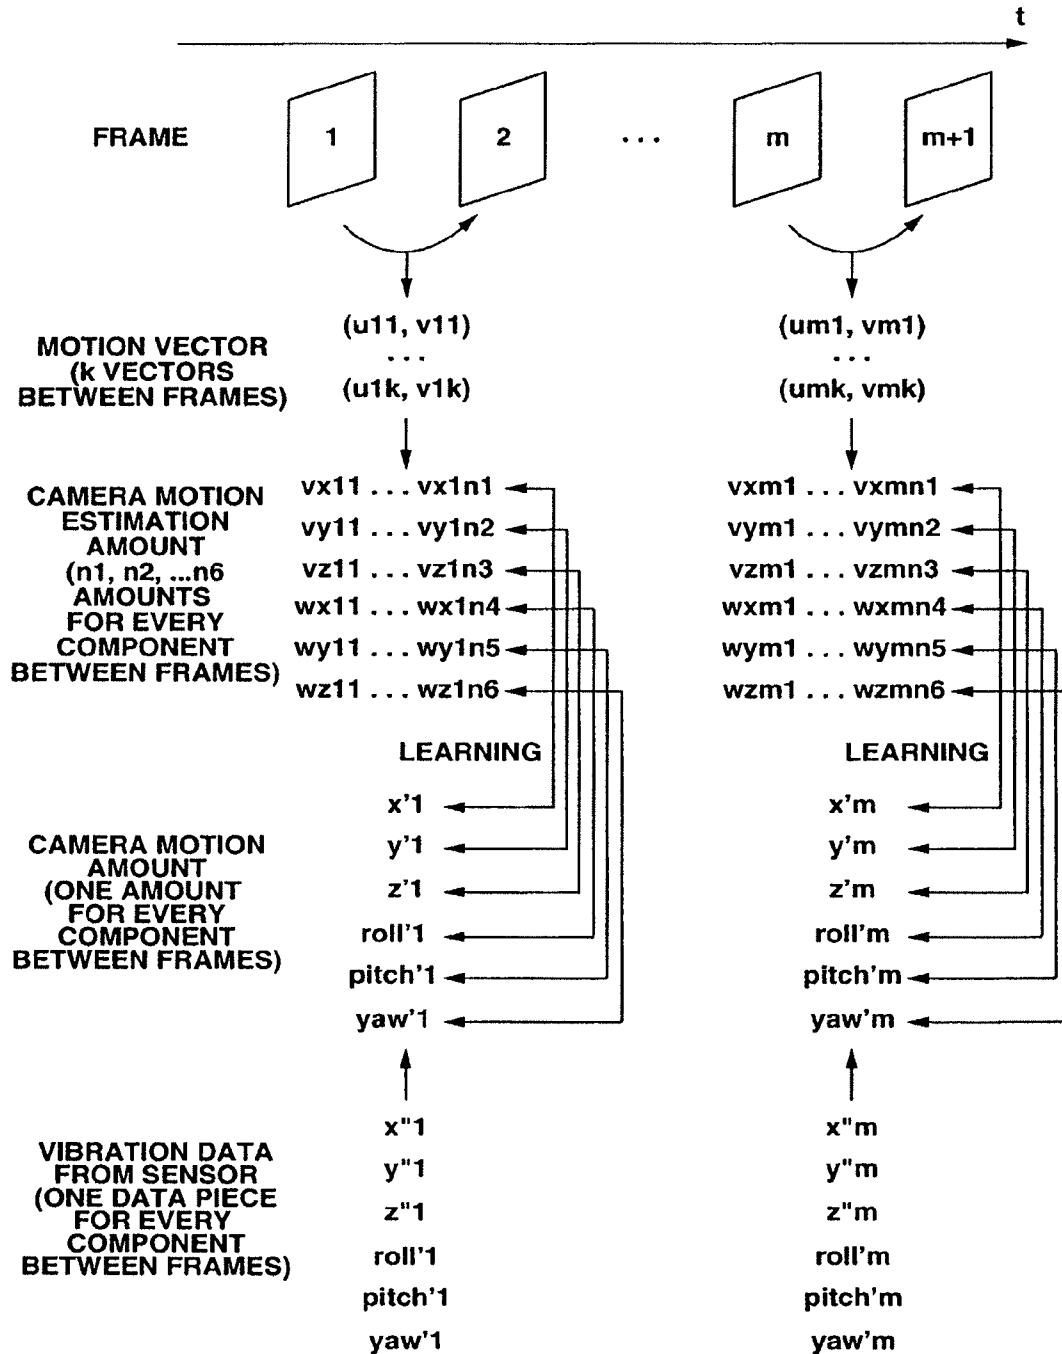 t
FRAME 1 2 ... m m+1
MOTION VECTOR
(k VECTORS
BETWEEN FRAMES)
(u11, v11)
...
(u1k, v1k)
(um1, vm1)
...
(umk, vmk)
CAMERA MOTION
ESTIMATION
AMOUNT
(n1, n2, ...n6
AMOUNTS
FOR EVERY
COMPONENT
BETWEEN FRAMES)
vx11 ... vx1n1
vy11 ... vy1n2
vz11 ... vz1n3
wx11 ... wx1n4
wy11 ... wy1n5
wz11 ... wz1n6
vxm1 ... vxmn1
vym1 ... vymn2
vzm1 ... vzmn3
wxm1 ... wxmn4
wym1 ... wymn5
wzm1 ... wzmn6
LEARNING
LEARNING
CAMERA MOTION
AMOUNT
(ONE AMOUNT
FOR EVERY
COMPONENT
BETWEEN FRAMES)
x'1
y'1
z'1
roll'1
pitch'1
yaw'1
x'm
y'm
z'm
roll'm
pitch'm
yaw'm
VIBRATION DATA
FROM SENSOR
(ONE DATA PIECE
FOR EVERY
COMPONENT
BETWEEN FRAMES)
x"1
y"1
z"1
roll'1
pitch'1
yaw'1
x"m
y"m
z"m
roll'm
pitch'm
yaw'm